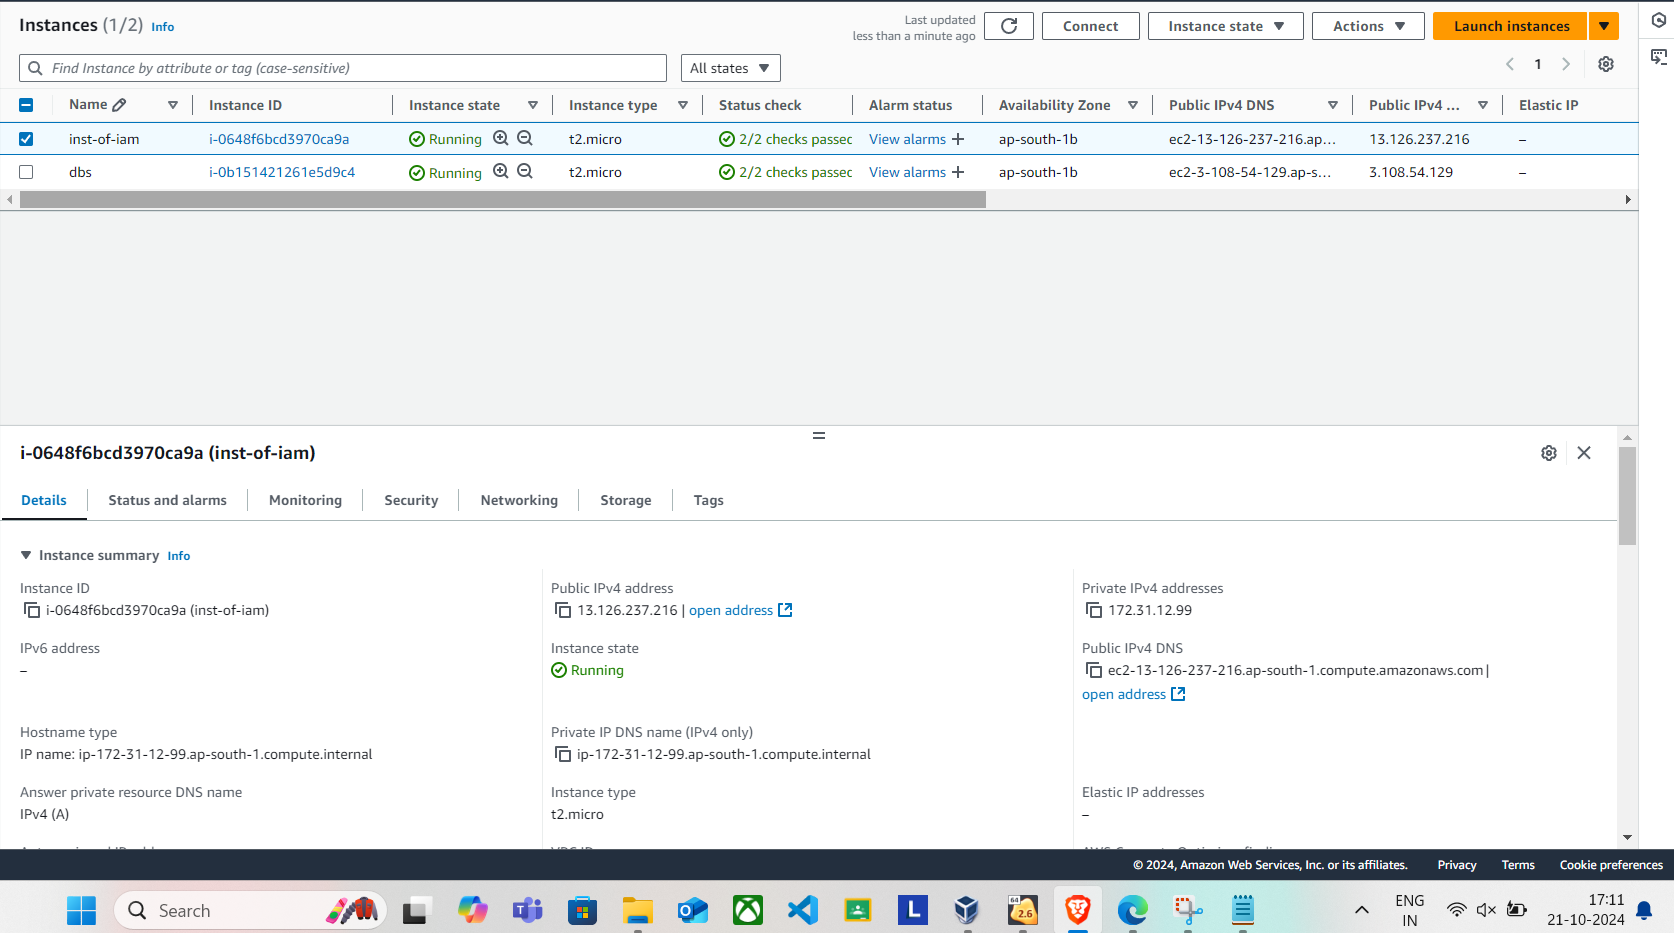 Instances (1/2) Info
Last updated
less than a minute ago
Connect
Instance state
Actions
Launch instances
Find Instance by attribute or tag (case-sensitive)
All states
1
Name Instance ID Instance state Instance type Status check Alarm status Availability Zone Public IPv4 DNS Public IPv4 ... Elastic IP
inst-of-iam i-0648f6bcd3970ca9a Running t2.micro 2/2 checks passec View alarms + ap-south-1b ec2-13-126-237-216.ap... 13.126.237.216 –
dbs i-0b151421261e5d9c4 Running t2.micro 2/2 checks passec View alarms + ap-south-1b ec2-3-108-54-129.ap-s... 3.108.54.129 –
i-0648f6bcd3970ca9a (inst-of-iam)
Details Status and alarms Monitoring Security Networking Storage Tags
Instance summary Info
Instance ID
i-0648f6bcd3970ca9a (inst-of-iam)
Public IPv4 address
13.126.237.216 | open address
Private IPv4 addresses
172.31.12.99
IPv6 address
–
Instance state
Running
Public IPv4 DNS
ec2-13-126-237-216.ap-south-1.compute.amazonaws.com |
open address
Hostname type
IP name: ip-172-31-12-99.ap-south-1.compute.internal
Private IP DNS name (IPv4 only)
ip-172-31-12-99.ap-south-1.compute.internal
Answer private resource DNS name
IPv4 (A)
Instance type
t2.micro
Elastic IP addresses
–
© 2024, Amazon Web Services, Inc. or its affiliates. Privacy Terms Cookie preferences
Search
L
64
2.6
ENG
IN
17:11
21-10-2024